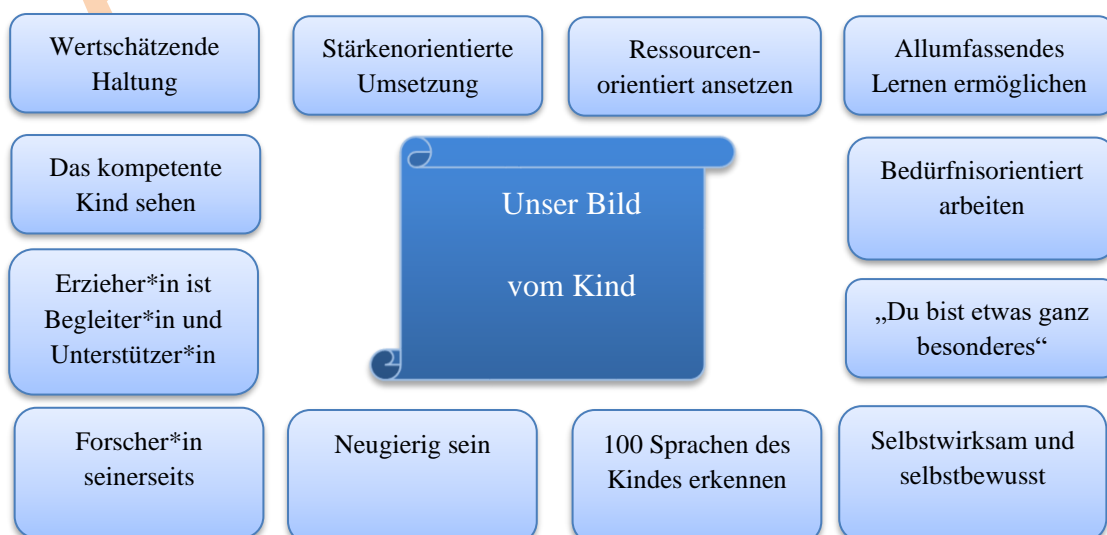 Wertschätzende
Haltung
Stärkenorientierte
Umsetzung
Ressourcen-
orientiert ansetzen
Allumfassendes
Lernen ermöglichen
Das kompetente
Kind sehen
Unser Bild
vom Kind
Bedürfnisorientiert
arbeiten
Erzieher*in ist
Begleiter*in und
Unterstützer*in
„Du bist etwas ganz
besonderes“
Forscher*in
seinerseits
Neugierig sein
100 Sprachen des
Kindes erkennen
Selbstwirksam und
selbstbewusst